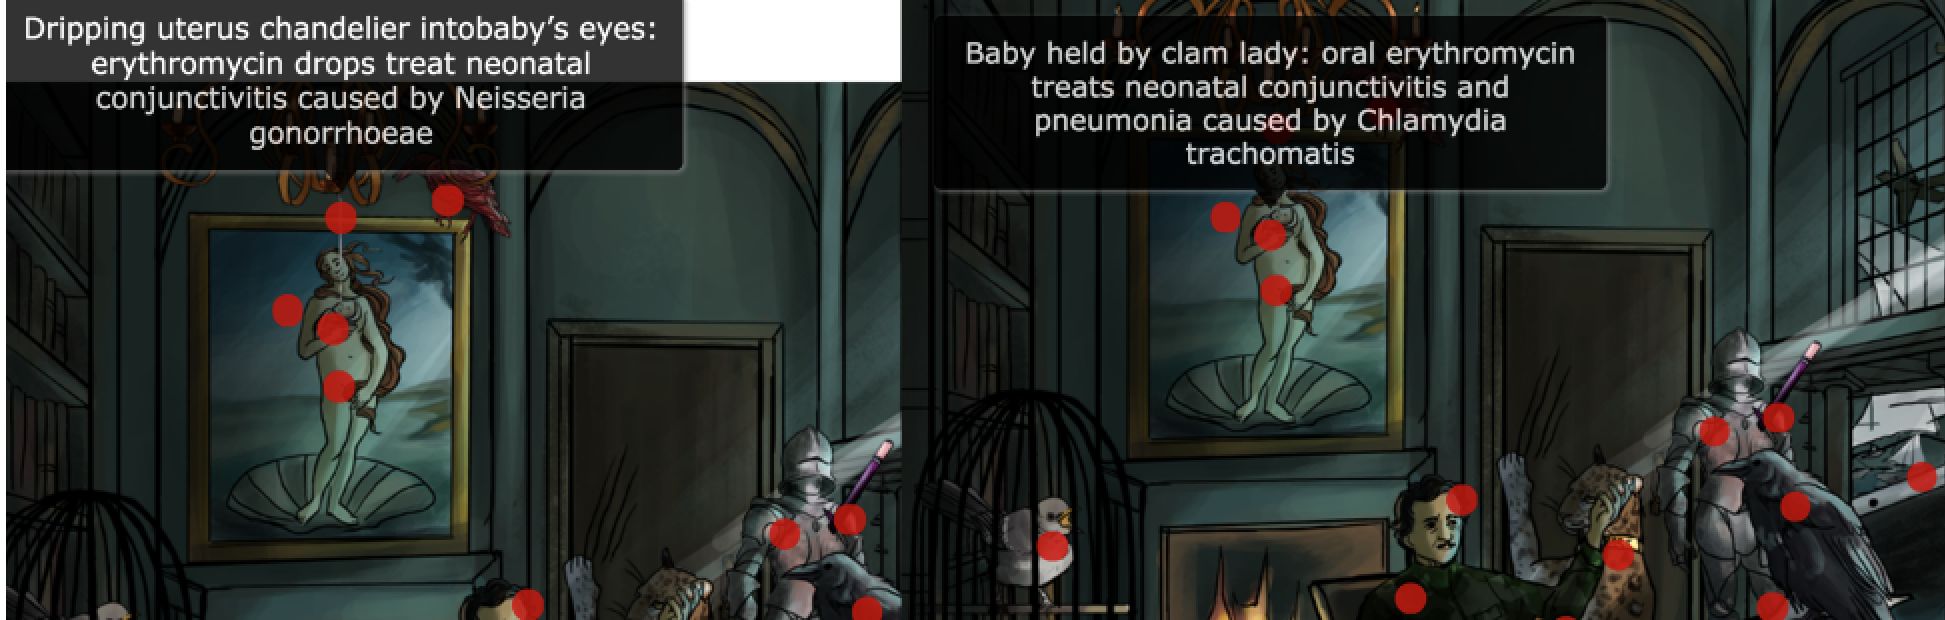 Dripping uterus chandelier intobaby’s eyes:
erythromycin drops treat neonatal
conjunctivitis caused by Neisseria
gonorrhoeae
Baby held by clam lady: oral erythromycin
treats neonatal conjunctivitis and
pneumonia caused by Chlamydia
trachomatis